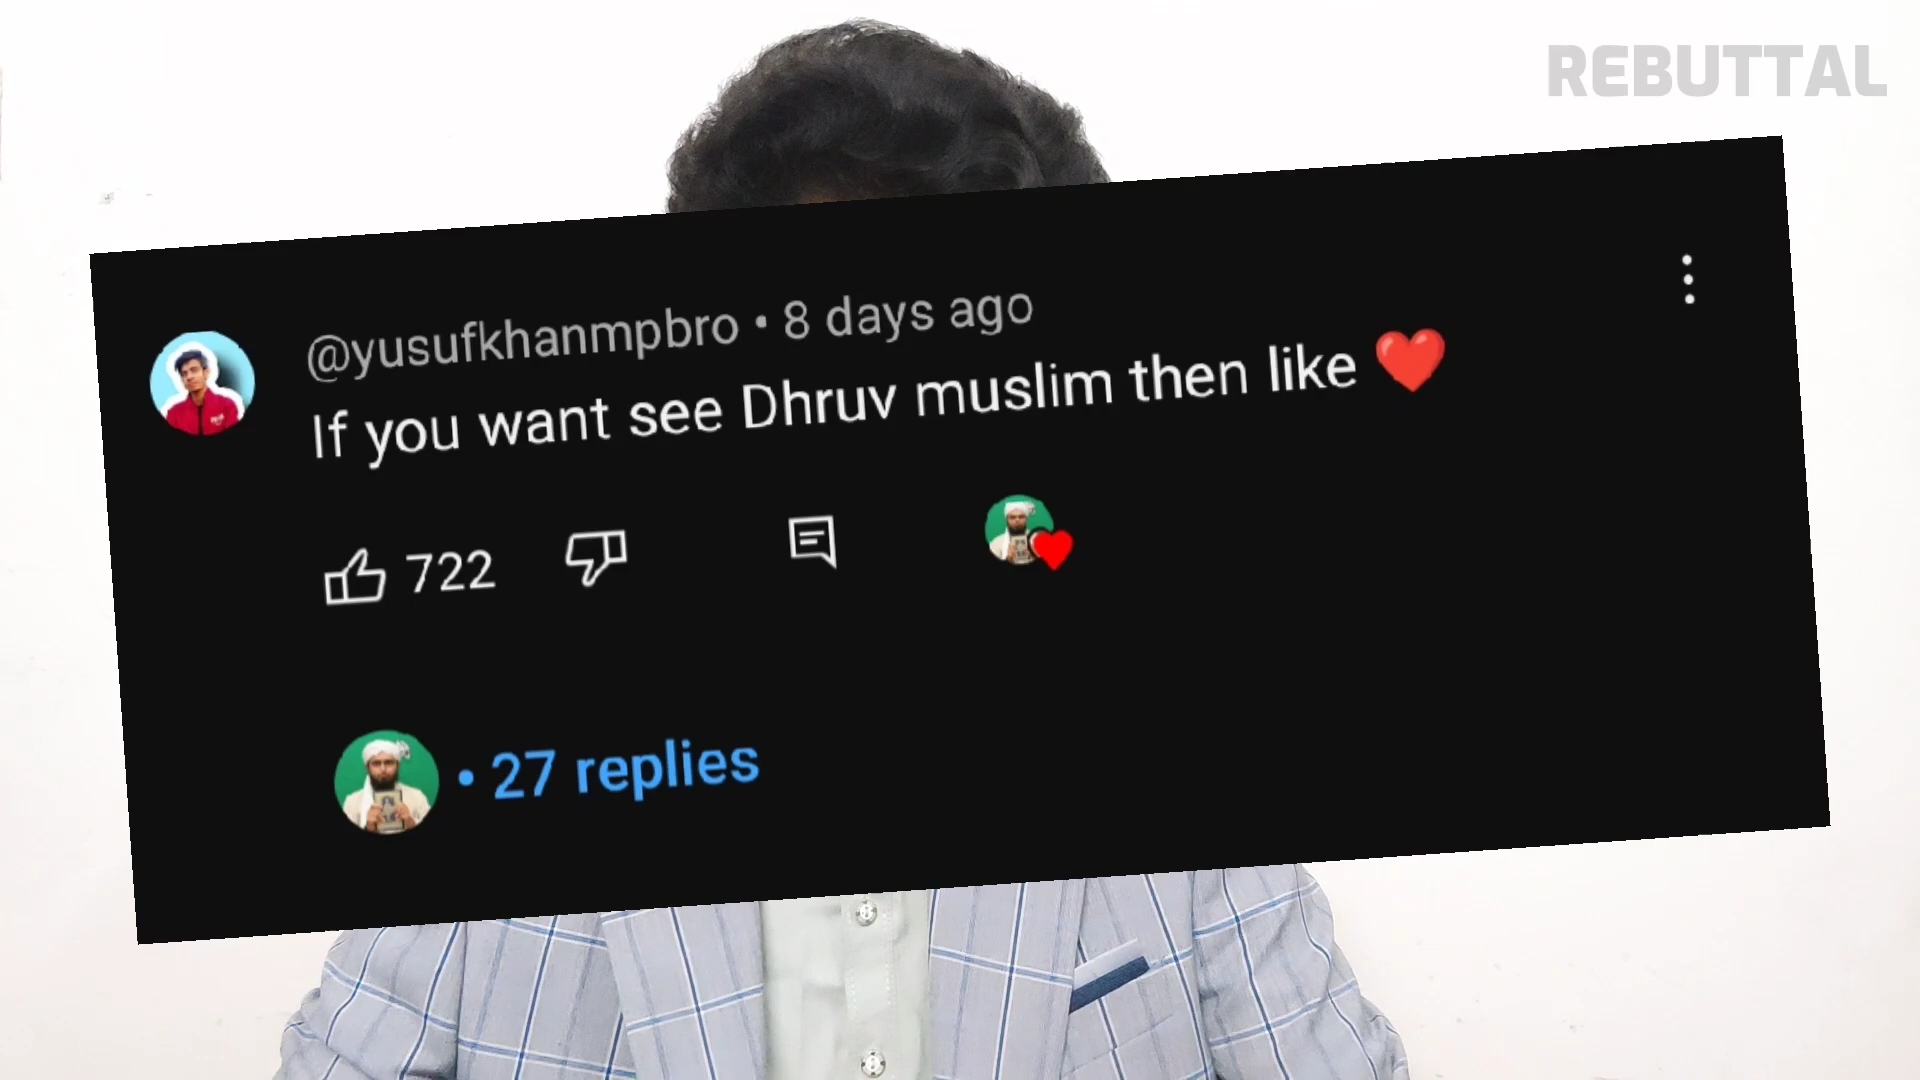 REBUTTAL
@yusufkhanmpbro • 8 days ago
If you want see Dhruv muslim then like ❤️
722
• 27 replies